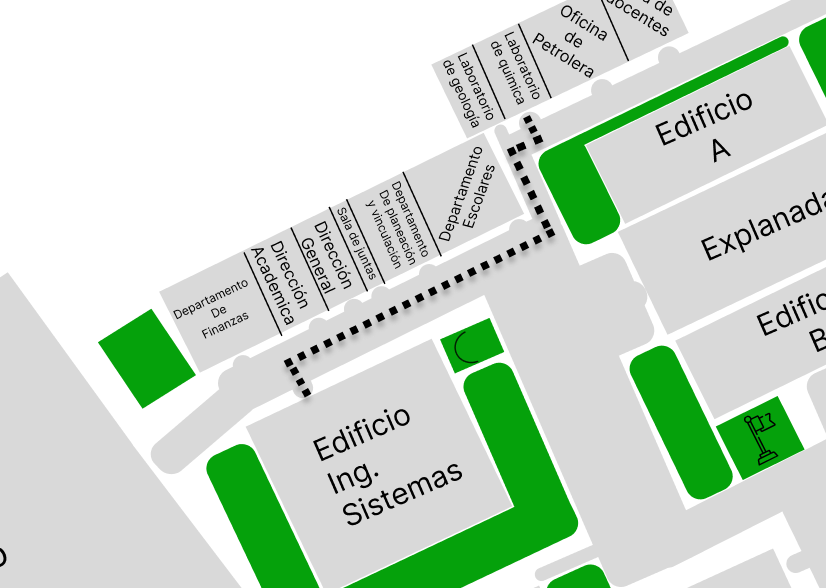 Laboratorio
de geología
Laboratorio
de química
Oficina
de
Petrolera
de
docentes
Edificio
A
Explanada
Departamento
Escolares
Departamento
De planeación
y vinculación
Sala de juntas
Dirección
General
Dirección
Academica
Departamento
De
Finanzas
Edificio
Ing.
Sistemas